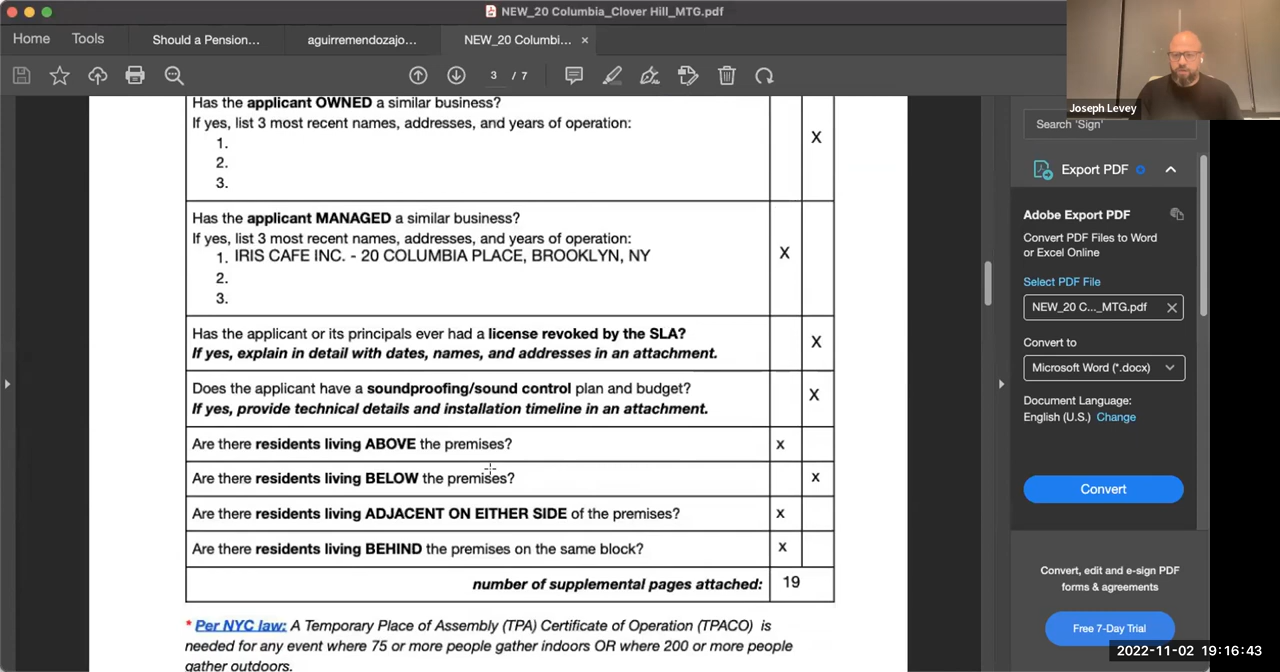 NEW_20 Columbia_Clover Hill_MTG.pdf
Home
Tools
Should a Pension...
aguirremendozajo...
NEW_20 Columbi... ×
3 / 7
Joseph Levey
Has the applicant OWNED a similar business?
If yes, list 3 most recent names, addresses, and years of operation:
1.
2.
3.
X
Has the applicant MANAGED a similar business?
If yes, list 3 most recent names, addresses, and years of operation:
1. IRIS CAFE INC. - 20 COLUMBIA PLACE, BROOKLYN, NY
2.
3.
X
Has the applicant or its principals ever had a license revoked by the SLA?
If yes, explain in detail with dates, names, and addresses in an attachment.
X
Does the applicant have a soundproofing/sound control plan and budget?
If yes, provide technical details and installation timeline in an attachment.
X
Are there residents living ABOVE the premises? x
Are there residents living BELOW the premises? x
Are there residents living ADJACENT ON EITHER SIDE of the premises? x
Are there residents living BEHIND the premises on the same block? x
number of supplemental pages attached: 19
* Per NYC law: A Temporary Place of Assembly (TPA) Certificate of Operation (TPACO) is
needed for any event where 75 or more people gather indoors OR where 200 or more people
gather outdoors.
Search 'Sign'
Export PDF
Adobe Export PDF
Convert PDF Files to Word
or Excel Online
Select PDF File
NEW_20 C..._MTG.pdf
Convert to
Microsoft Word (*.docx)
Document Language:
English (U.S.) Change
Convert
Convert, edit and e-sign PDF
forms & agreements
Free 7-Day Trial
2022-11-02 19:16:43